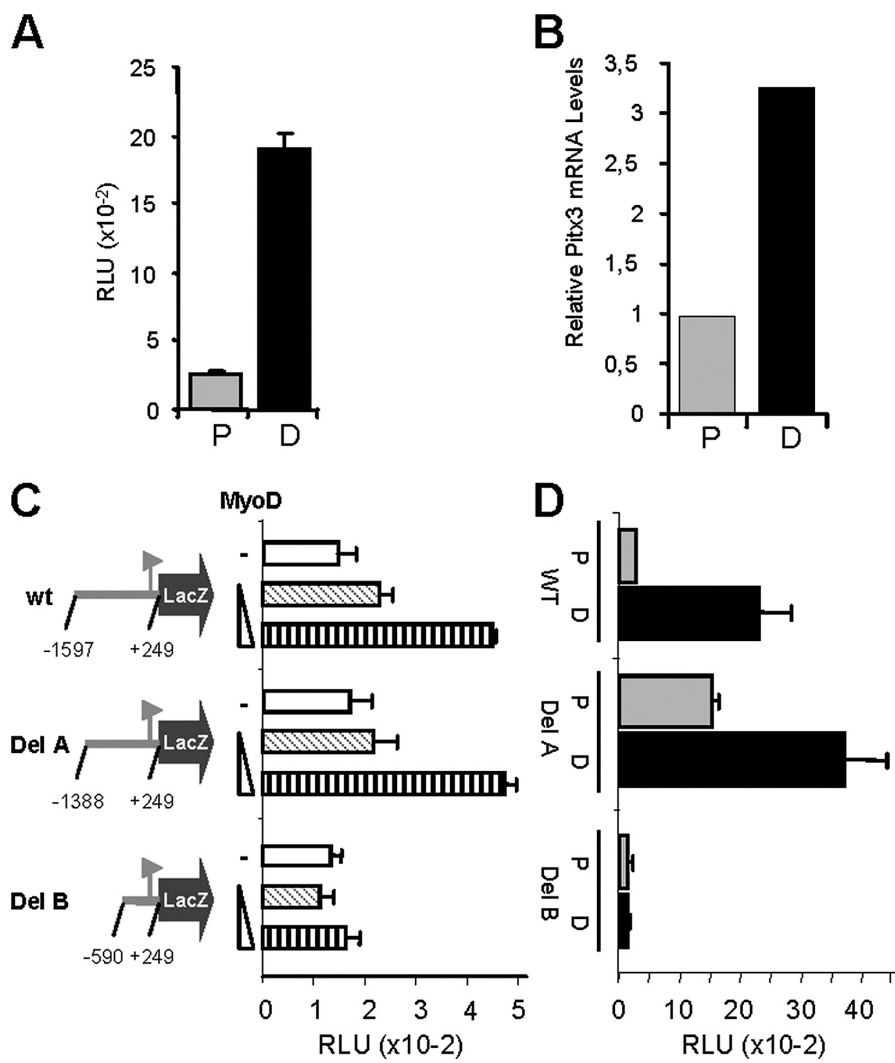 A
RLU (x10-2)
25
20
15
10
5
0
P D
B
Relative Pitx3 mRNA Levels
3,5
3
2,5
2
1,5
1
0,5
0
P D
C
MyoD
wt
LacZ
-1597 +249
-
Del A
LacZ
-1388 +249
-
Del B
LacZ
-590 +249
-
0 1 2 3 4 5
RLU (x10-2)
D
P
D
WT
P
D
Del A
P
D
Del B
0 10 20 30 40
RLU (x10-2)